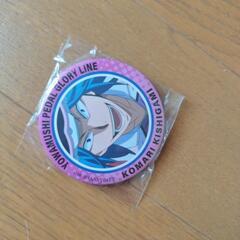 YOWAMUSHI PEDAL GLORY LINE
KOMARI KISHIGAMI